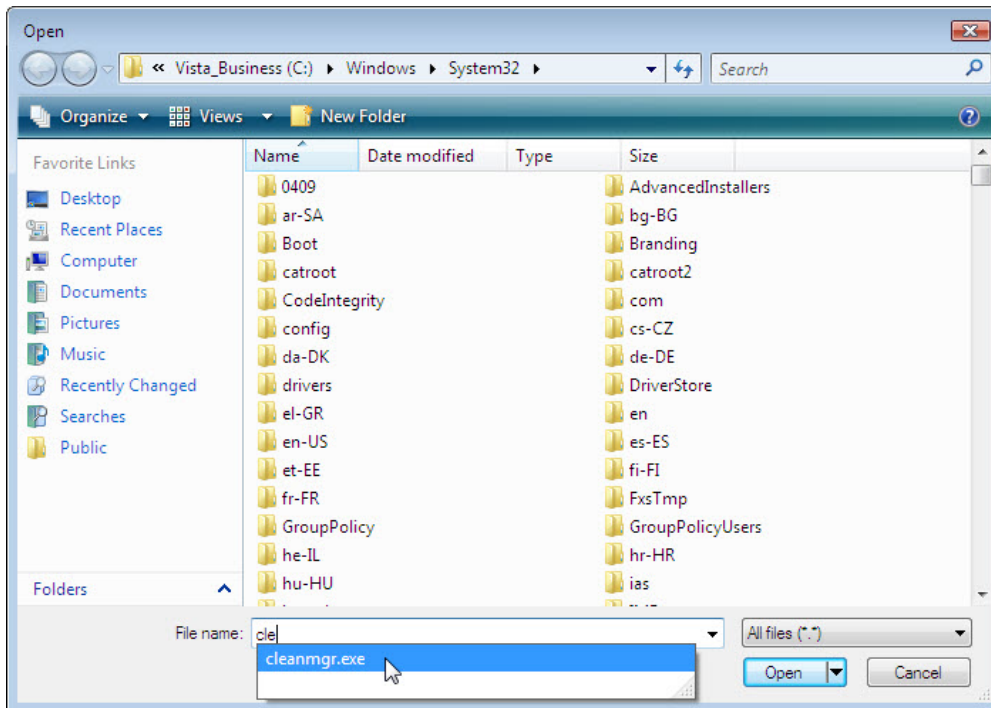 Open
« Vista_Business (C:) Windows System32 Search
Organize Views New Folder
Favorite Links
Desktop
Recent Places
Computer
Documents
Pictures
Music
Recently Changed
Searches
Public
Folders
Name Date modified Type Size
0409 AdvancedInstallers
ar-SA bg-BG
Boot Branding
catroot catroot2
CodeIntegrity com
config cs-CZ
da-DK de-DE
drivers DriverStore
el-GR en
en-US es-ES
et-EE fi-FI
fr-FR FxsTmp
GroupPolicy GroupPolicyUsers
he-IL hr-HR
hu-HU ias
File name: cle All files (*.*)
cleanmgr.exe
Open Cancel